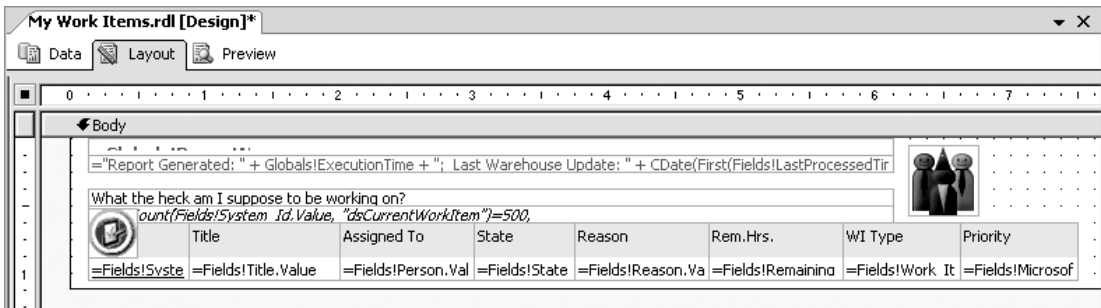 My Work Items.rdl [Design]*
Data Layout Preview
0 1 2 3 4 5 6 7
Body
="Report Generated: " + Globals!ExecutionTime + "; Last Warehouse Update: " + CDate(First(Fields!LastProcessedTir
What the heck am I suppose to be working on?
ount(Fields!System_Id.Value, "dsCurrentWorkItem")=500,
Title Assigned To State Reason Rem.Hrs. WI Type Priority
=Fields!Syste =Fields!Title.Value =Fields!Person.Val =Fields!State =Fields!Reason.Va =Fields!Remaining =Fields!Work_It =Fields!Microsof
1